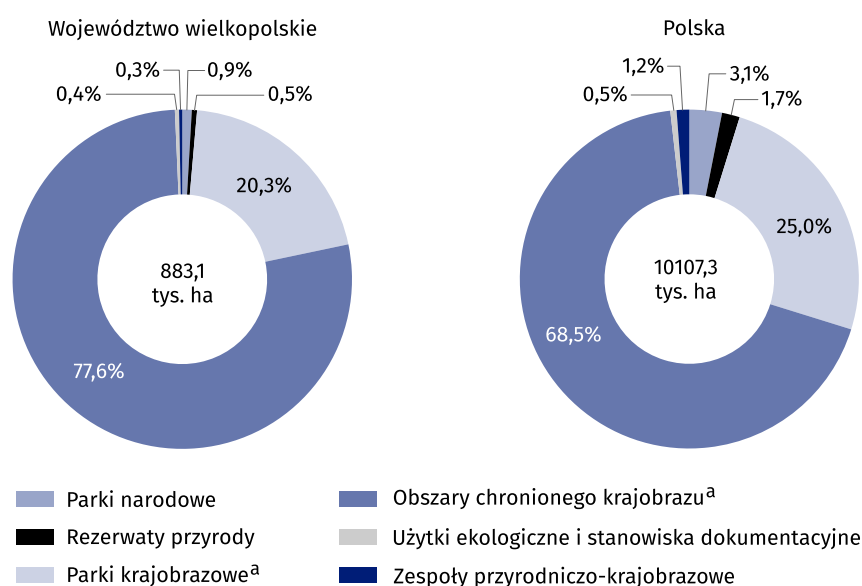 Województwo wielkopolskie
0,3%
0,9%
0,4%
0,5%
20,3%
883,1
tys. ha
77,6%
Polska
1,2%
3,1%
0,5%
1,7%
25,0%
10107,3
tys. ha
68,5%
Parki narodowe
Rezerwaty przyrody
Parki krajobrazoweᵃ
Obszary chronionego krajobrazuᵃ
Użytki ekologiczne i stanowiska dokumentacyjne
Zespoły przyrodniczo-krajobrazowe